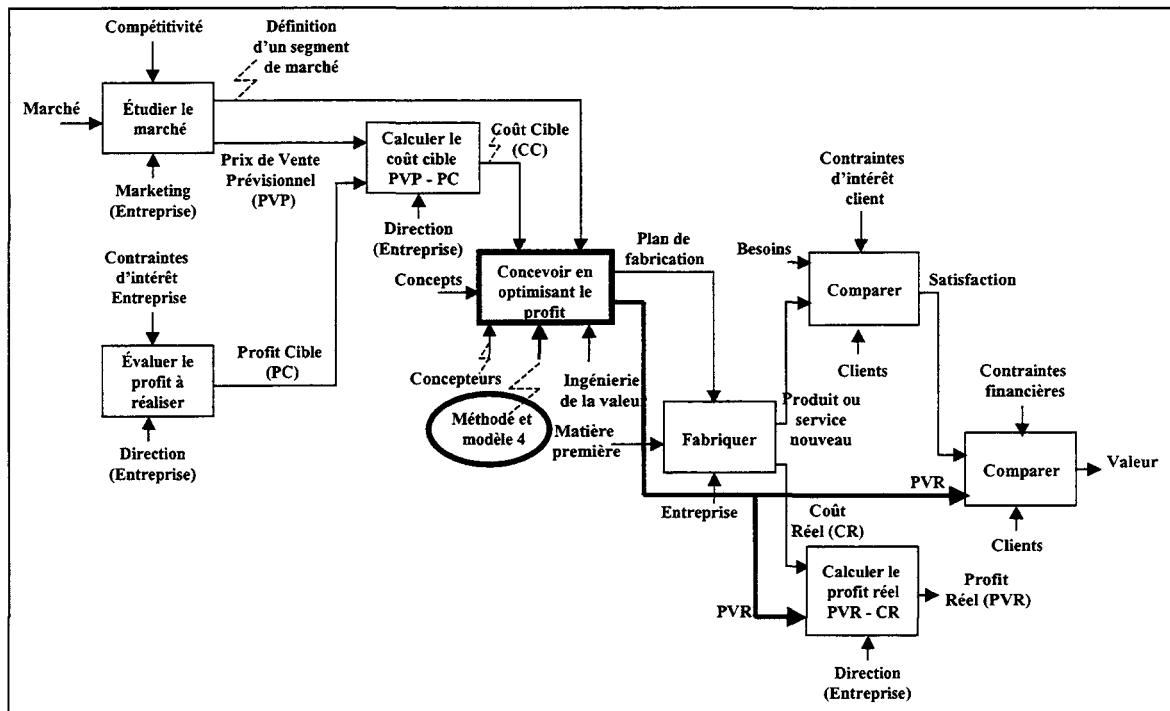 Compétitivité
Définition
d'un segment
de marché
Marché
Étudier le
marché
Prix de Vente
Prévisionnel
(PVP)
Marketing
(Entreprise)
Calculer le
coût cible
PVP - PC
Coût Cible
(CC)
Direction
(Entreprise)
Contraintes
d'intérêt
Entreprise
Évaluer le
profit à
réaliser
Profit Cible
(PC)
Direction
(Entreprise)
Concepts
Concevoir en
optimisant le
profit
Plan de
fabrication
Concepteurs
Méthodé et
modèle 4
Ingénierie
de la valeur
Matière
première
Fabriquer
Entreprise
Produit ou
service
nouveau
Coût
Réel (CR)
Contraintes
d'intérêt
client
Besoins
Comparer
Satisfaction
Clients
Contraintes
financières
PVR
Comparer
Valeur
Clients
PVR
Calculer le
profit réel
PVR - CR
Profit
Réel (PVR)
Direction
(Entreprise)